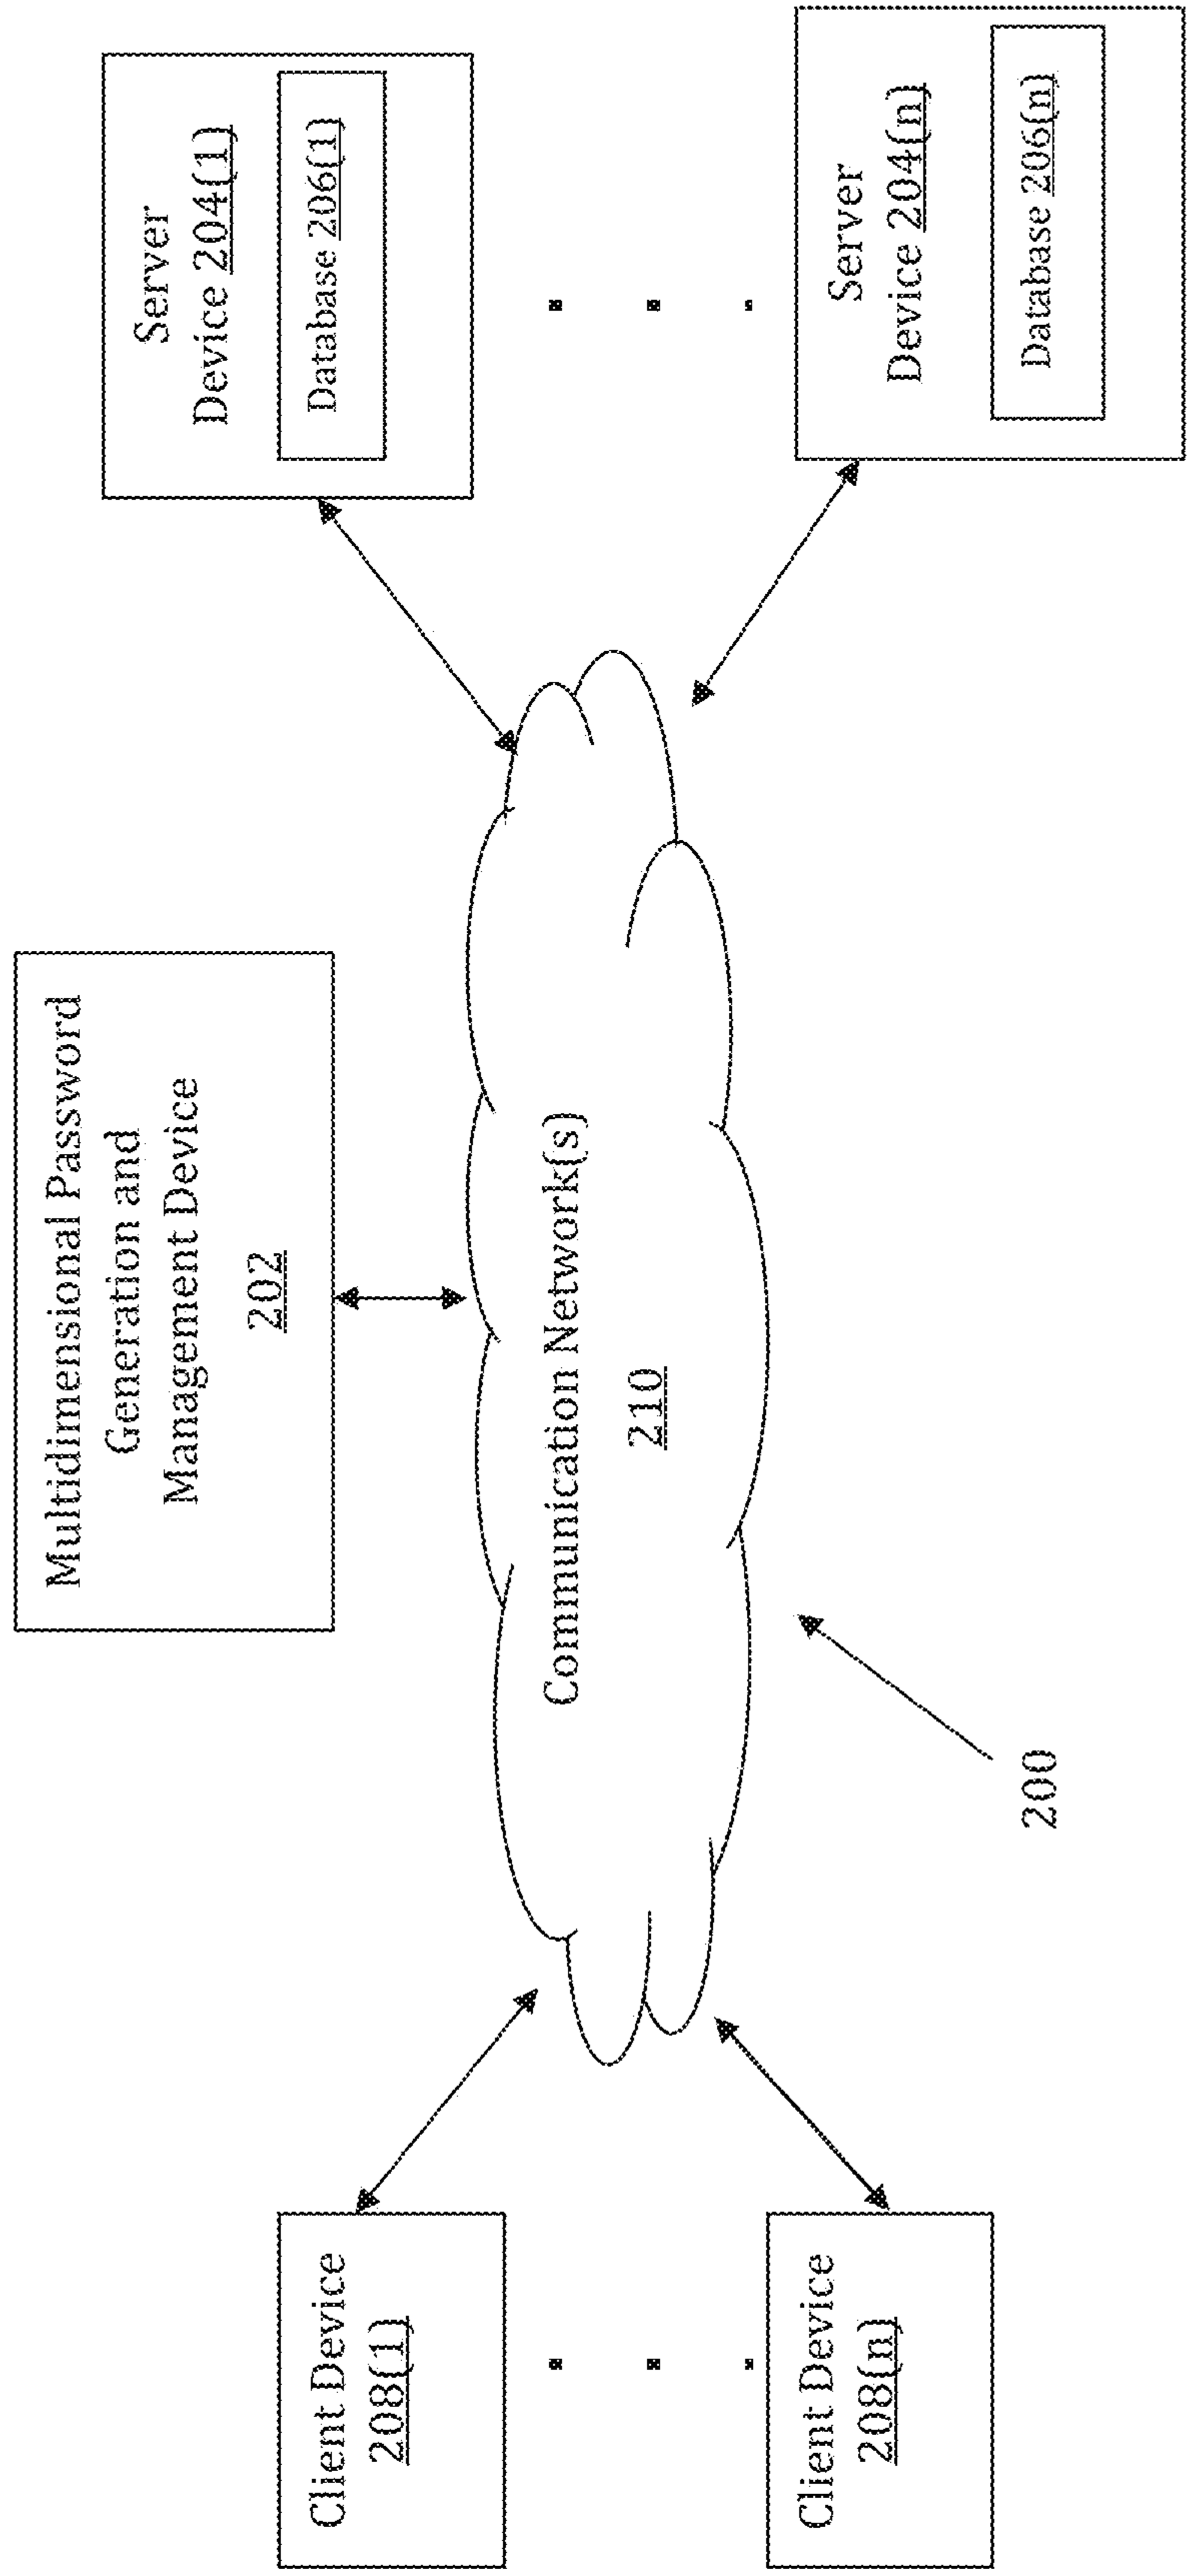 Multidimensional Password
Generation and
Management Device
202
Client Device
208(1)
Client Device
208(n)
Communication Network(s)
210
200
Server
Device 204(1)
Database 206(1)
Server
Device 204(n)
Database 206(n)